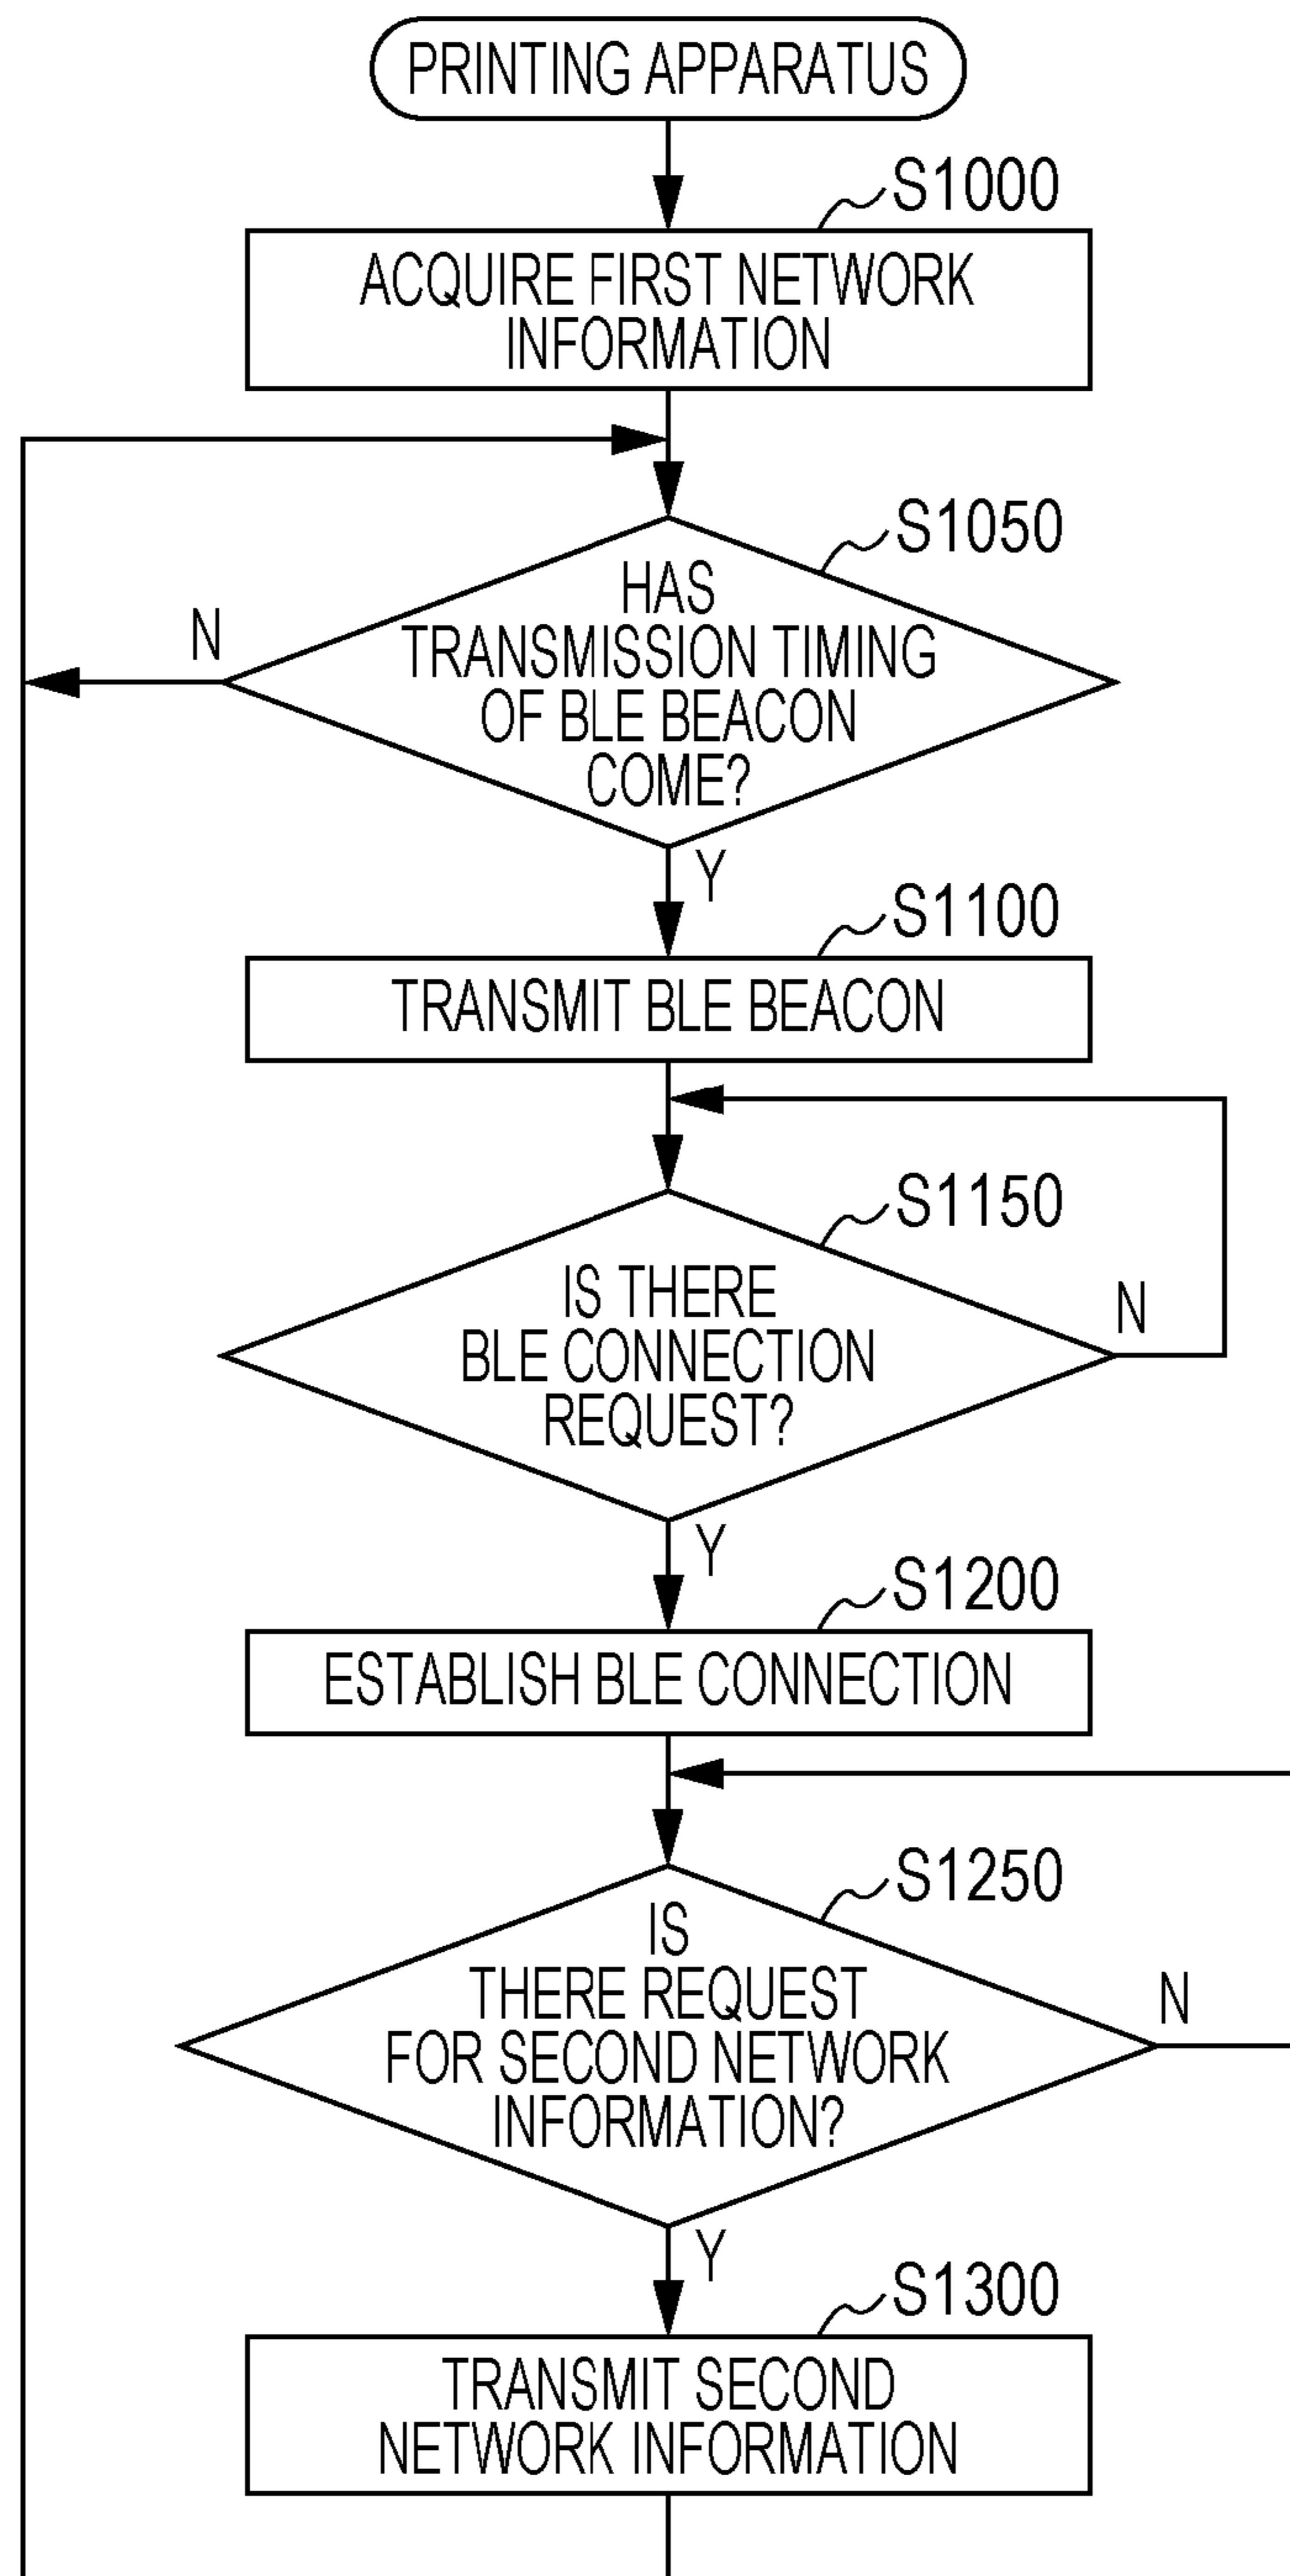 PRINTING APPARATUS
S1000
ACQUIRE FIRST NETWORK
INFORMATION
S1050
HAS
TRANSMISSION TIMING
OF BLE BEACON
COME?
N
Y
S1100
TRANSMIT BLE BEACON
S1150
IS THERE
BLE CONNECTION
REQUEST?
N
Y
S1200
ESTABLISH BLE CONNECTION
S1250
IS
THERE REQUEST
FOR SECOND NETWORK
INFORMATION?
N
Y
S1300
TRANSMIT SECOND
NETWORK INFORMATION